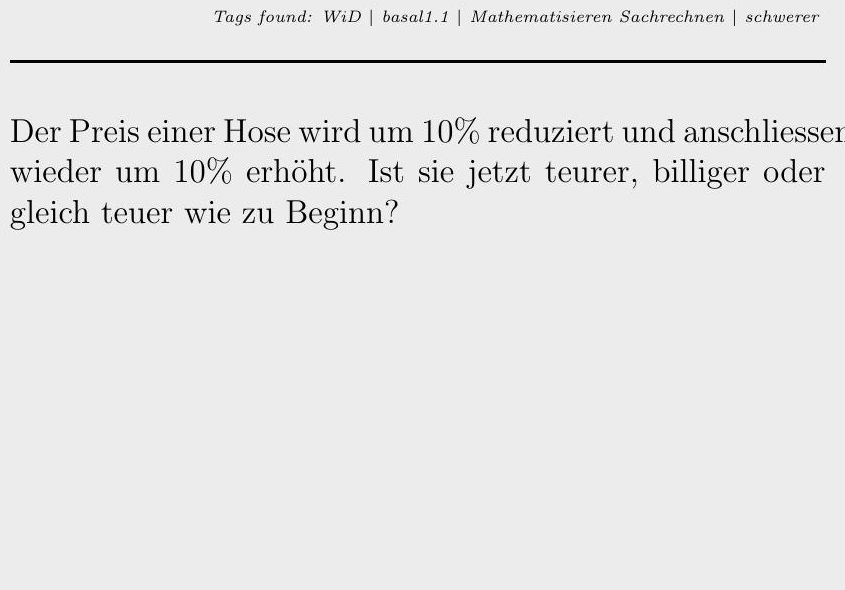 Tags found: WiD | basal1.1 | Mathematisieren Sachrechnen | schwerer
Der Preis einer Hose wird um 10% reduziert und anschliessen
wieder um 10% erhöht. Ist sie jetzt teurer, billiger oder
gleich teuer wie zu Beginn?